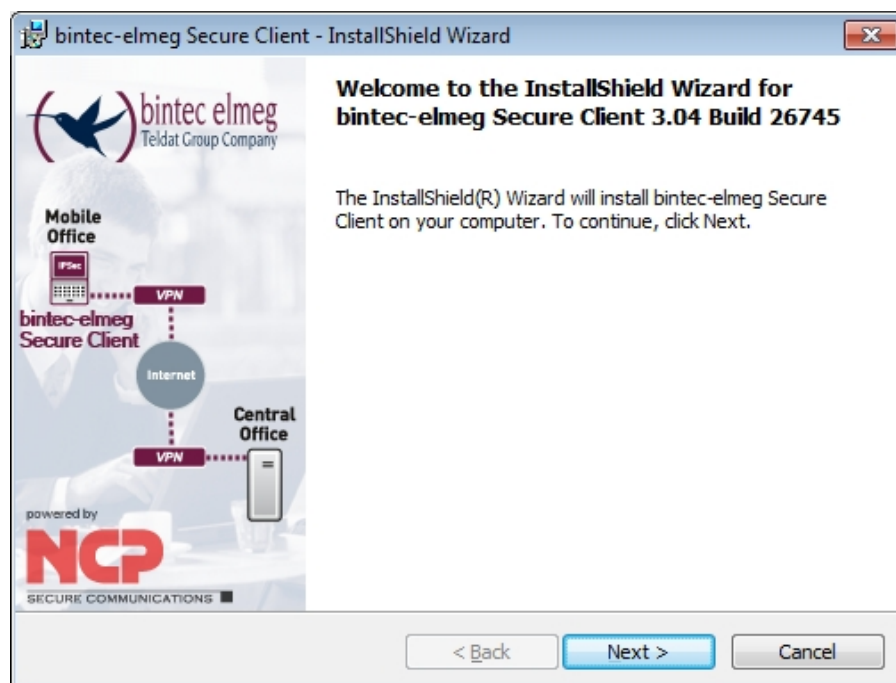 bintec-elmeg Secure Client - InstallShield Wizard
bintec elmeg
Teldat Group Company
Welcome to the InstallShield Wizard for
bintec-elmeg Secure Client 3.04 Build 26745
The InstallShield(R) Wizard will install bintec-elmeg Secure
Client on your computer. To continue, click Next.
Mobile
Office
IPSec
VPN
bintec-elmeg
Secure Client
Internet
Central
Office
VPN
powered by
NCP
SECURE COMMUNICATIONS
< Back
Next >
Cancel